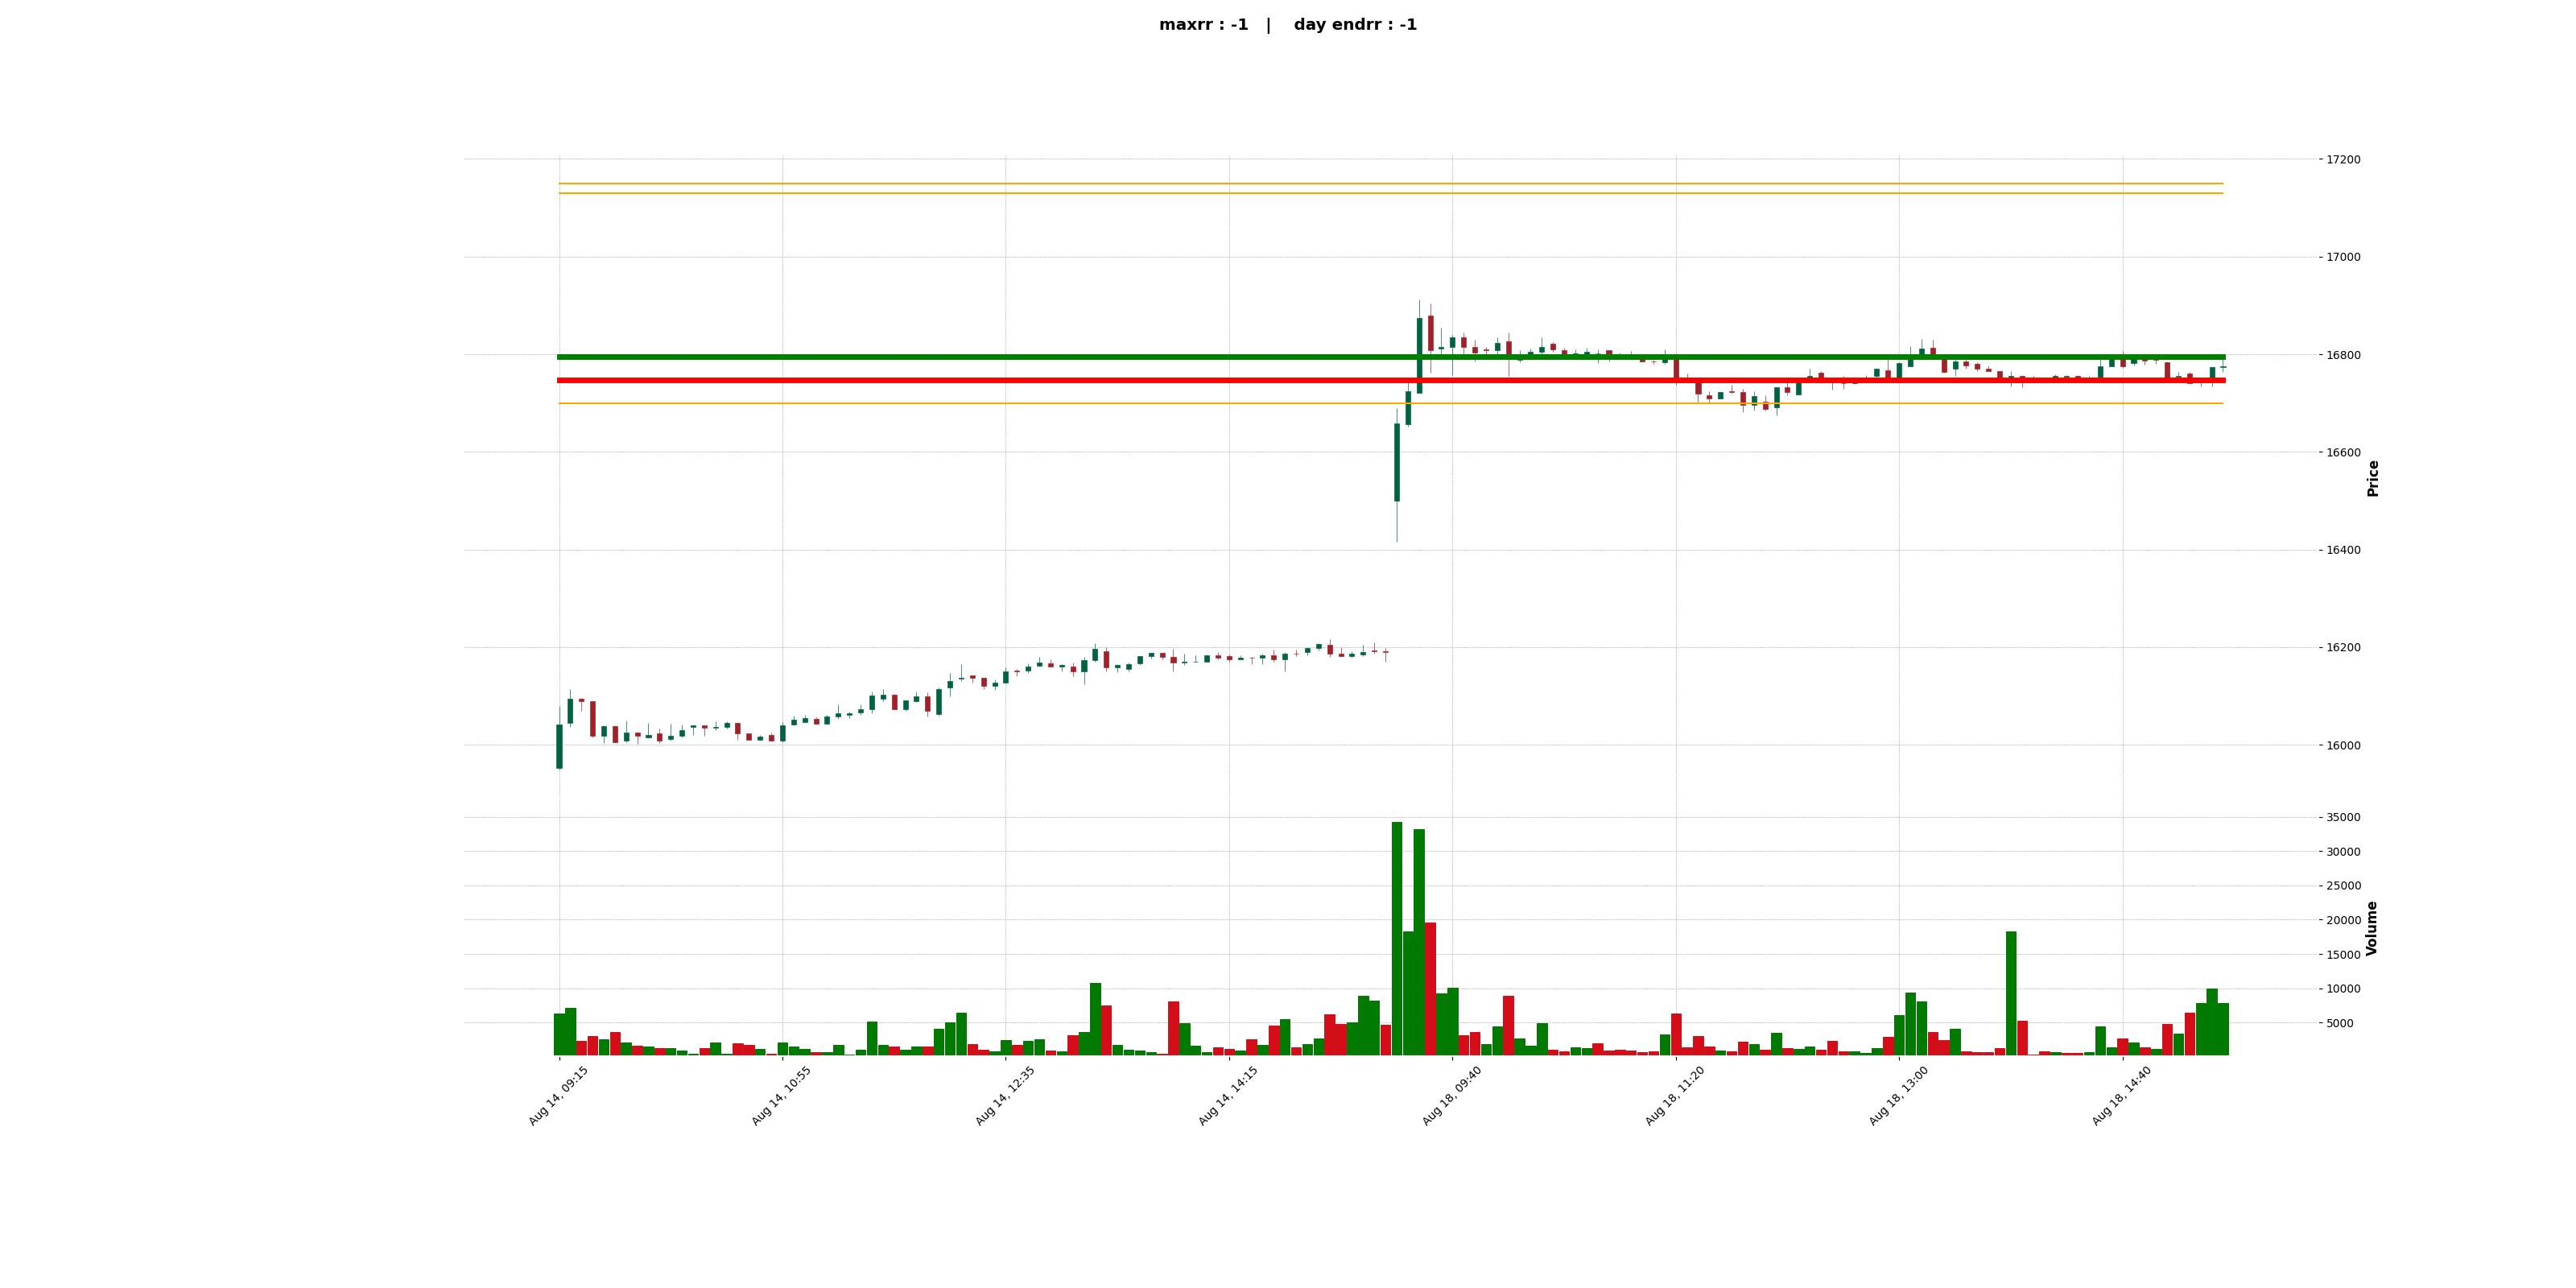 maxrr : -1   |    day endrr : -1
17200
17000
16800
16600
16400
16200
16000
Price
35000
30000
25000
20000
15000
10000
5000
Volume
Aug 14, 09:15
Aug 14, 10:55
Aug 14, 12:35
Aug 14, 14:15
Aug 18, 09:40
Aug 18, 11:20
Aug 18, 13:00
Aug 18, 14:40